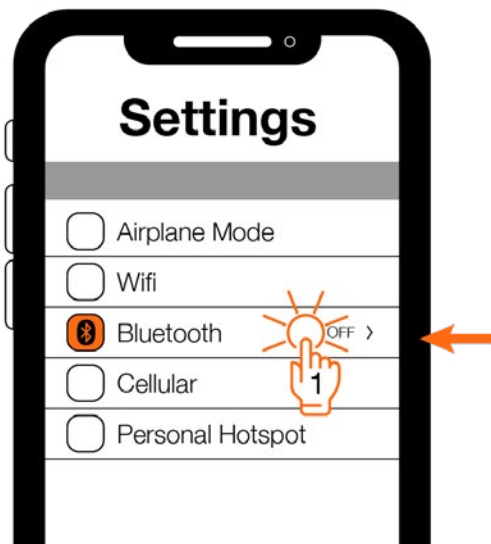 Settings
Airplane Mode
Wifi
Bluetooth OFF >
Cellular
1
Personal Hotspot